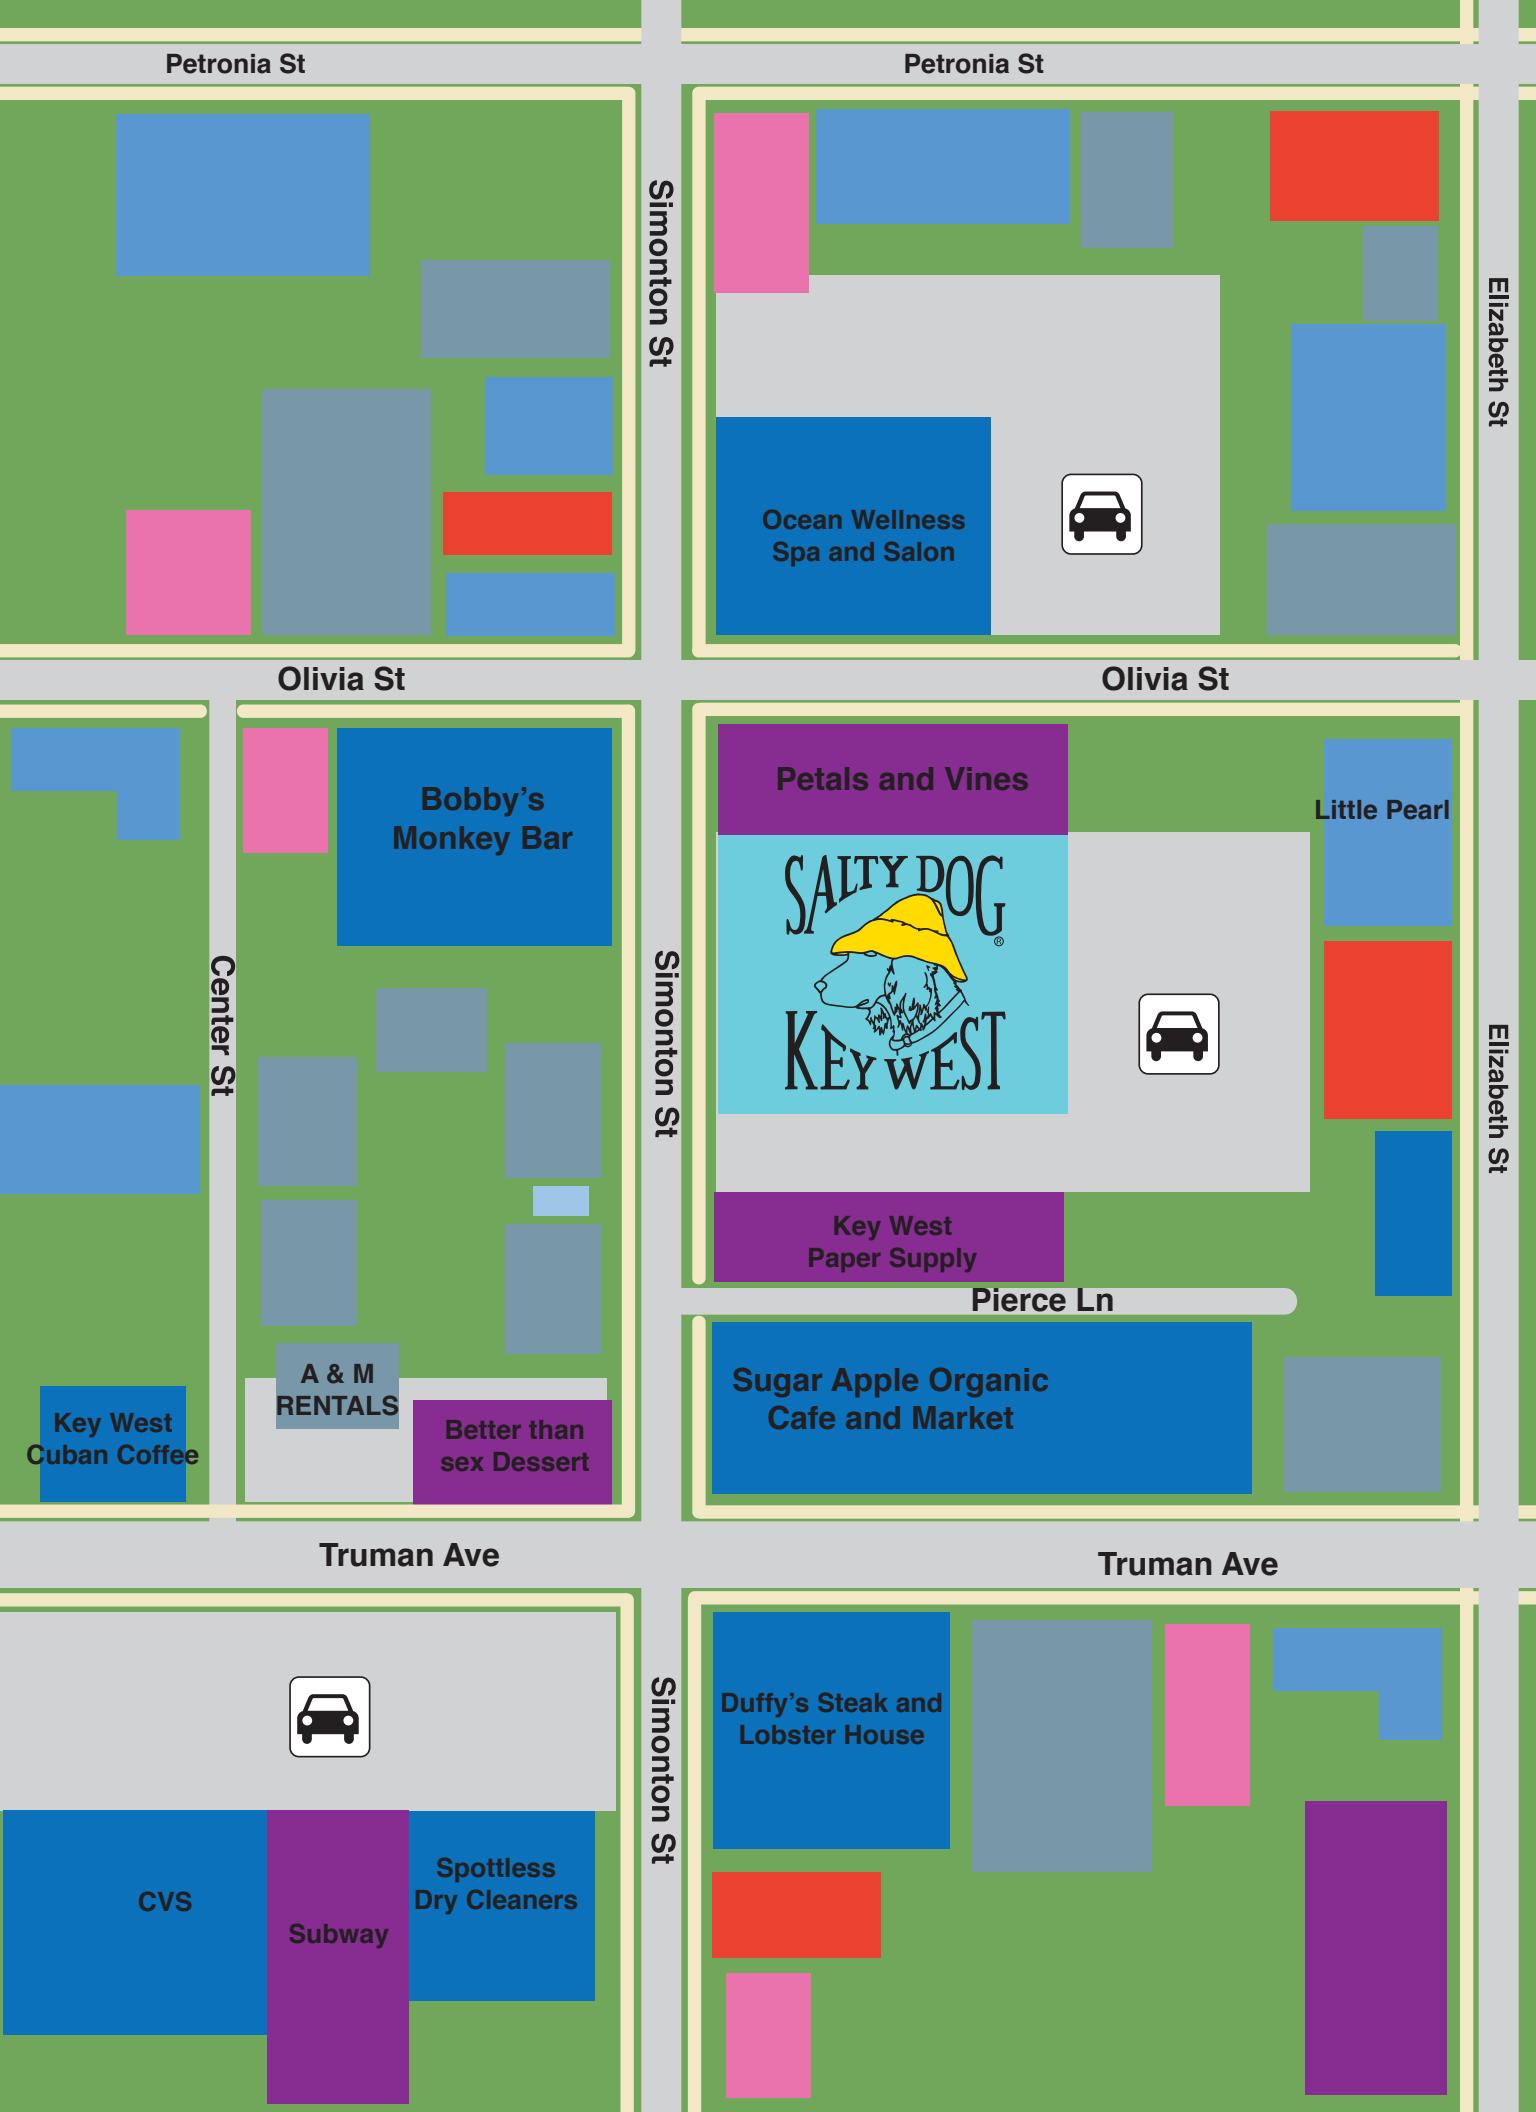 Petronia St
Petronia St
Simonton St
Elizabeth St
Ocean Wellness
Spa and Salon
Olivia St
Olivia St
Bobby’s
Monkey Bar
Petals and Vines
Little Pearl
SALTY DOG
®
KEY WEST
Center St
Simonton St
Elizabeth St
Key West
Paper Supply
Pierce Ln
A & M
RENTALS
Sugar Apple Organic
Cafe and Market
Key West
Cuban Coffee
Better than
sex Dessert
Truman Ave
Truman Ave
Simonton St
Duffy’s Steak and
Lobster House
CVS
Subway
Spottless
Dry Cleaners